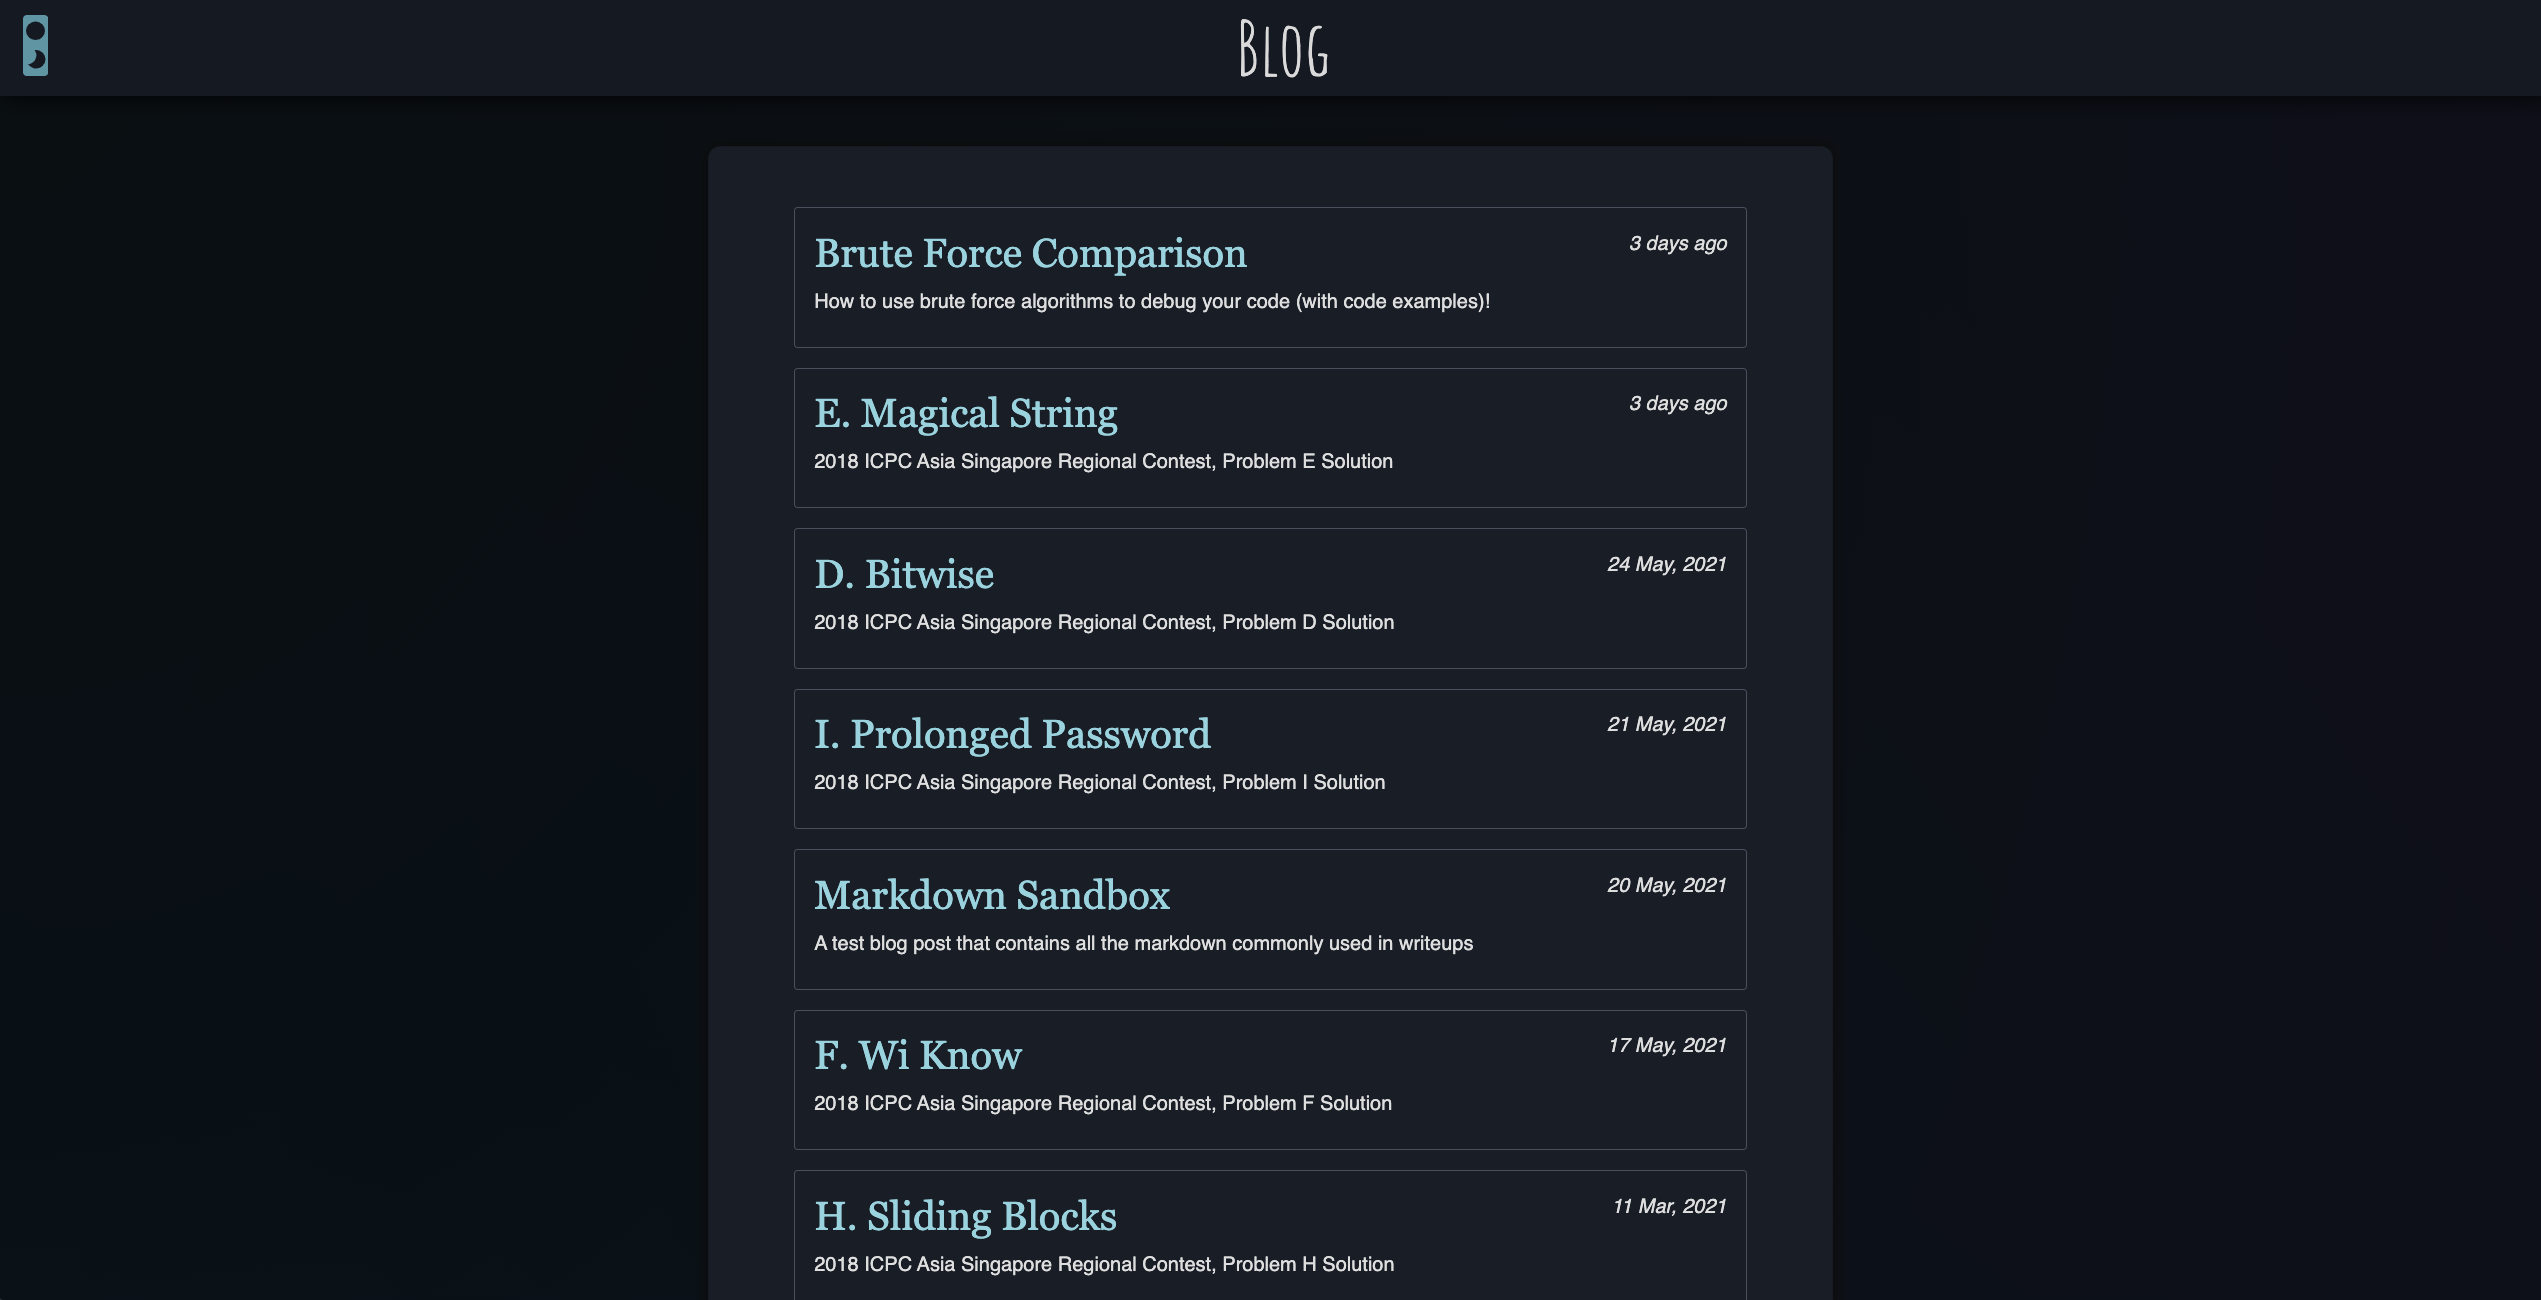 Blog
Brute Force Comparison
3 days ago
How to use brute force algorithms to debug your code (with code examples)!
E. Magical String
3 days ago
2018 ICPC Asia Singapore Regional Contest, Problem E Solution
D. Bitwise
24 May, 2021
2018 ICPC Asia Singapore Regional Contest, Problem D Solution
I. Prolonged Password
21 May, 2021
2018 ICPC Asia Singapore Regional Contest, Problem I Solution
Markdown Sandbox
20 May, 2021
A test blog post that contains all the markdown commonly used in writeups
F. Wi Know
17 May, 2021
2018 ICPC Asia Singapore Regional Contest, Problem F Solution
H. Sliding Blocks
11 Mar, 2021
2018 ICPC Asia Singapore Regional Contest, Problem H Solution